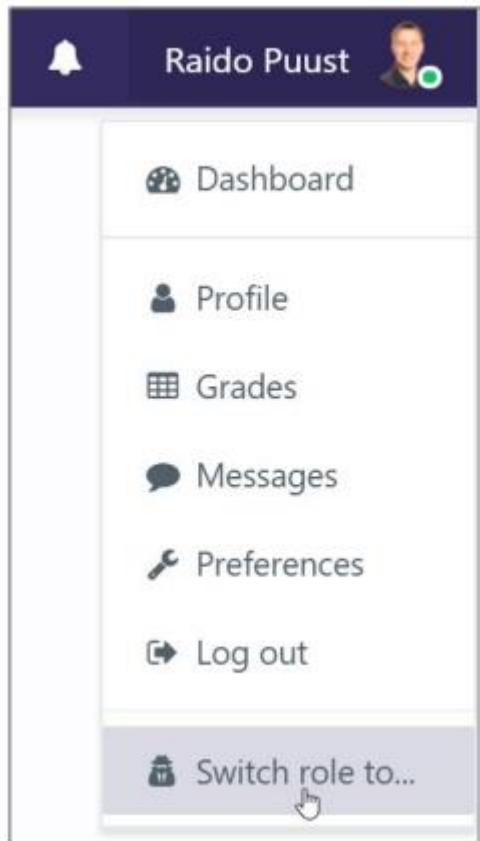 Raido Puust
Dashboard
Profile
Grades
Messages
Preferences
Log out
Switch role to...